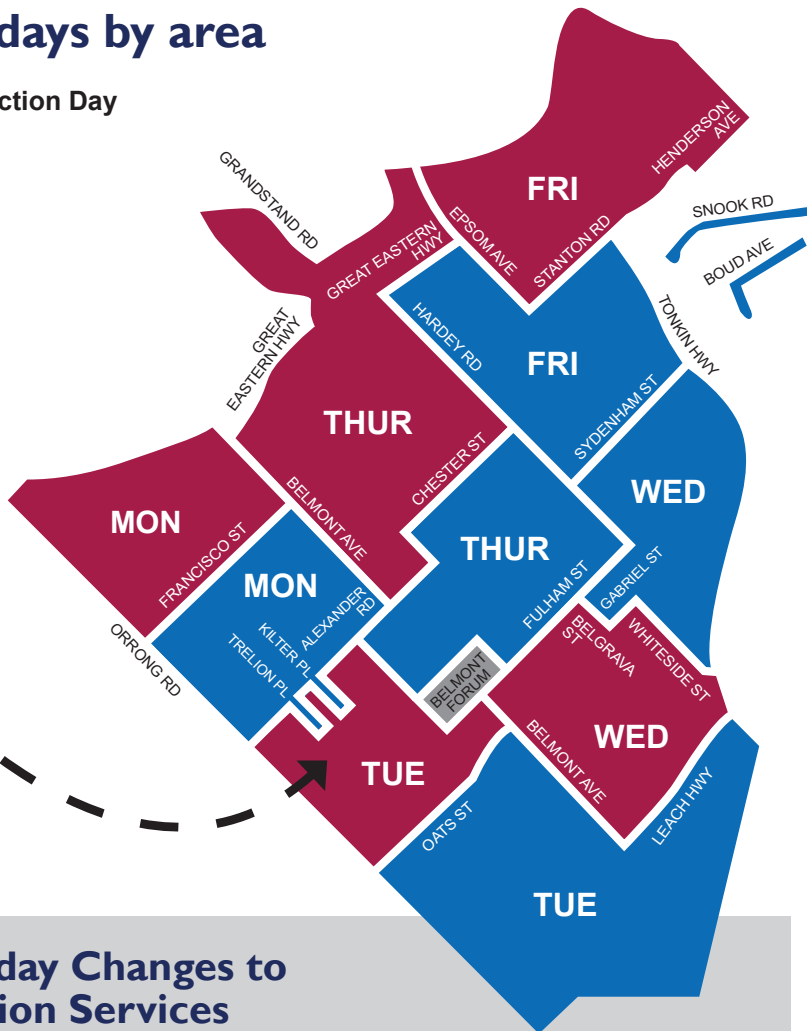 days by area
ction Day
HENDERSON
AVE
FRI
GRANDSTAND RD
SNOOK RD
EPSOM AVE
STANTON RD
GREAT EASTERN
HWY
BOUD AVE
TONKIN HWY
GREAT
EASTERN HWY
HARDEY RD
FRI
SYDENHAM ST
THUR
CHESTER ST
WED
BELMONT AVE
MON
FRANCISCO ST
THUR
MON
FULHAM ST
GABRIEL ST
ALEXANDER
RD
KILTER PL
TRELION PL
ORRONG RD
BELGRAVA
ST
WHITESIDE ST
BELMONT
FORUM
WED
BELMONT AVE
TUE
OATS ST
LEACH HWY
TUE
day Changes to
ion Services